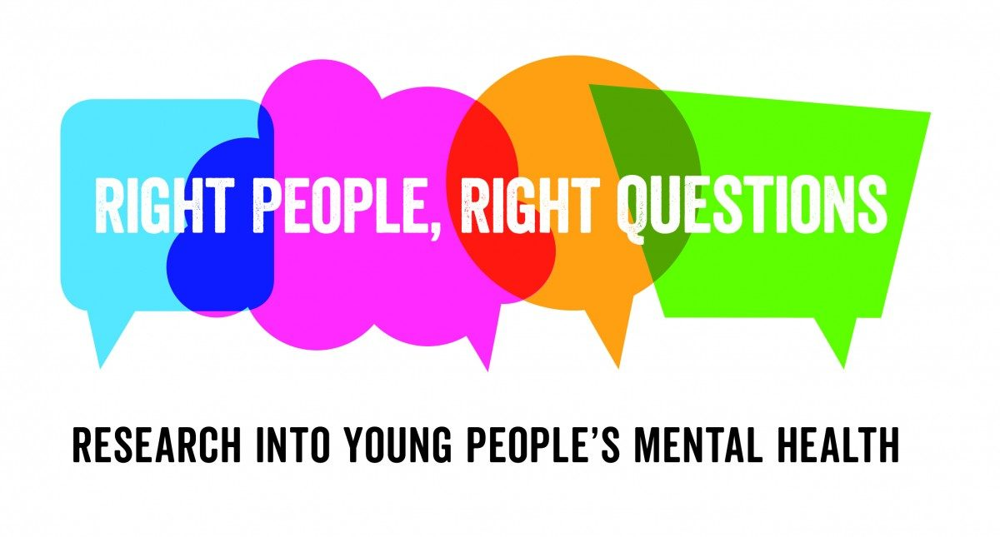 RIGHT PEOPLE, RIGHT QUESTIONS
RESEARCH INTO YOUNG PEOPLE’S MENTAL HEALTH